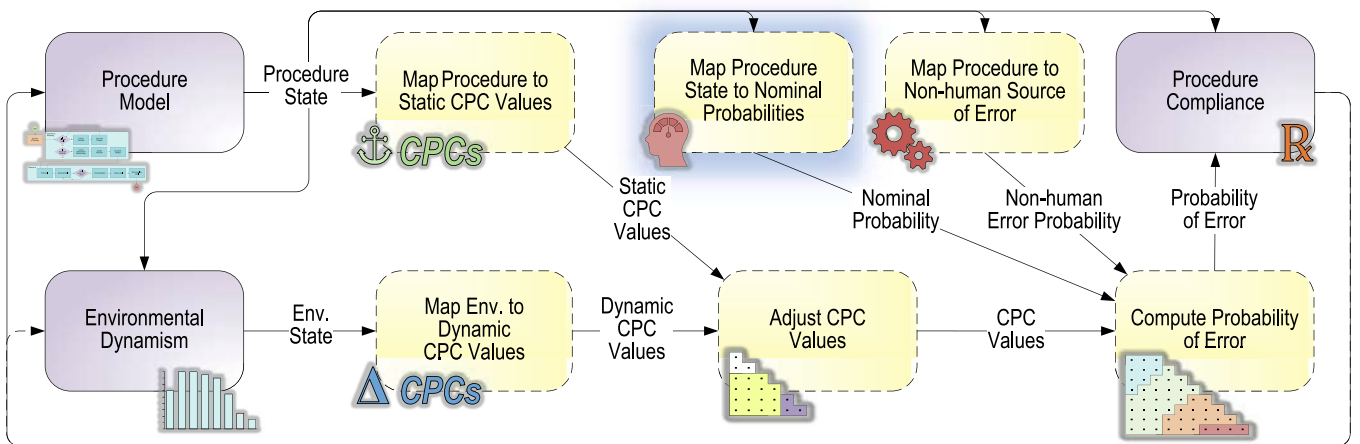 Procedure
Model
Procedure
State
Map Procedure to
Static CPC Values
CPCs
Map Procedure
State to Nominal
Probabilities
Map Procedure to
Non-human Source
of Error
Procedure
Compliance
Rx
Static
CPC
Values
Nominal
Probability
Non-human
Error Probability
Probability
of Error
Environmental
Dynamism
Env.
State
Map Env. to
Dynamic
CPC Values
Δ CPCs
Dynamic
CPC
Values
Adjust CPC
Values
CPC
Values
Compute Probability
of Error